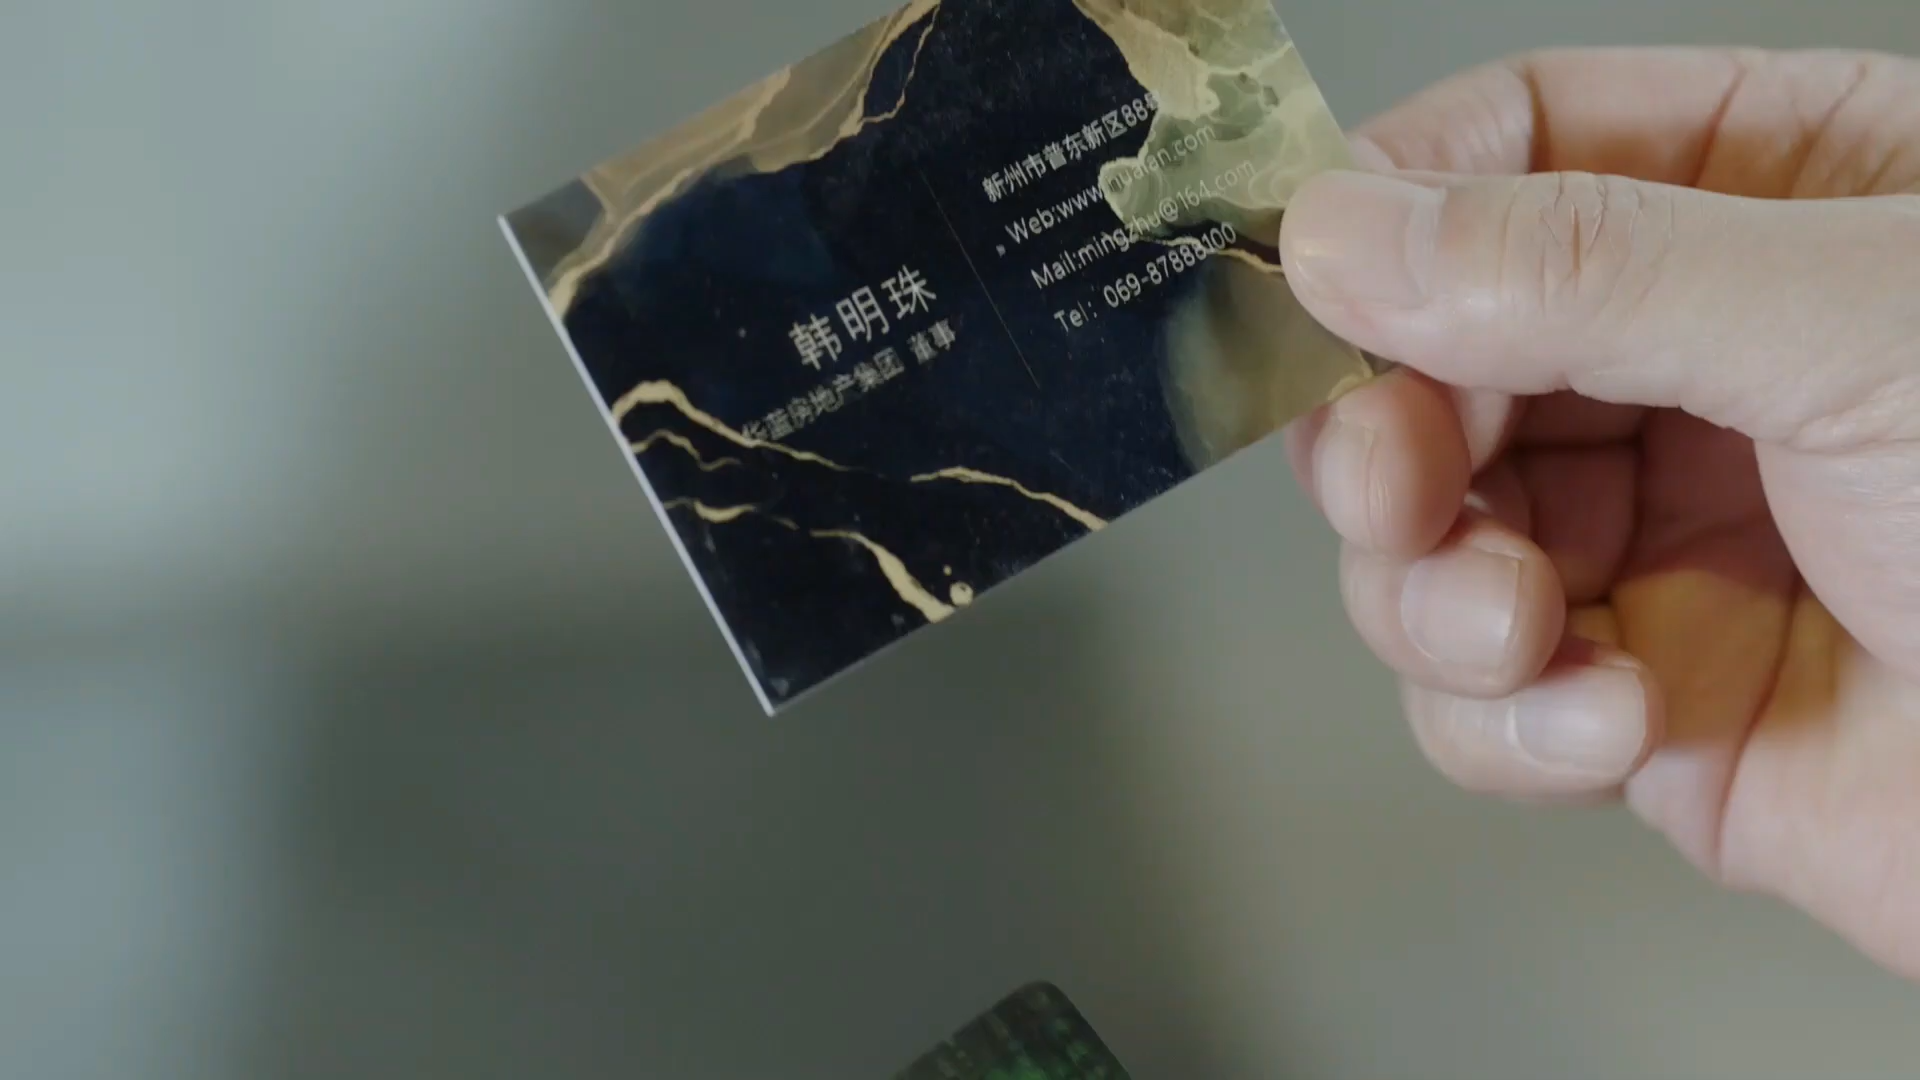 韩明珠
华蓝房地产集团 董事
新州市普东新区88号
Web:www.hualan.com
Mail:mingzhu@164.com
Tel: 069-87888100